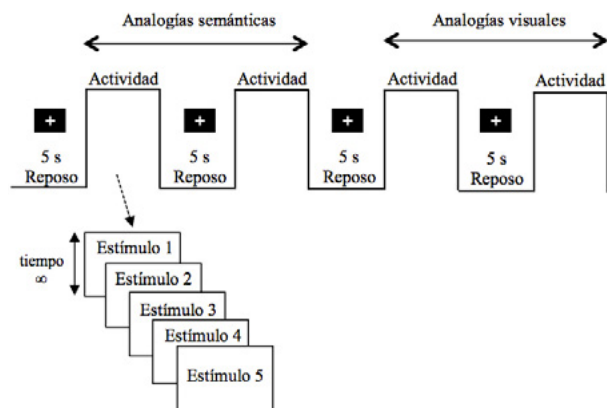 Analogías semánticas
Analogías visuales
Actividad
Actividad
Actividad
Actividad
+
+
+
+
5 s
Reposo
5 s
Reposo
5 s
Reposo
5 s
Reposo
tiempo
∞
Estímulo 1
Estímulo 2
Estímulo 3
Estímulo 4
Estímulo 5